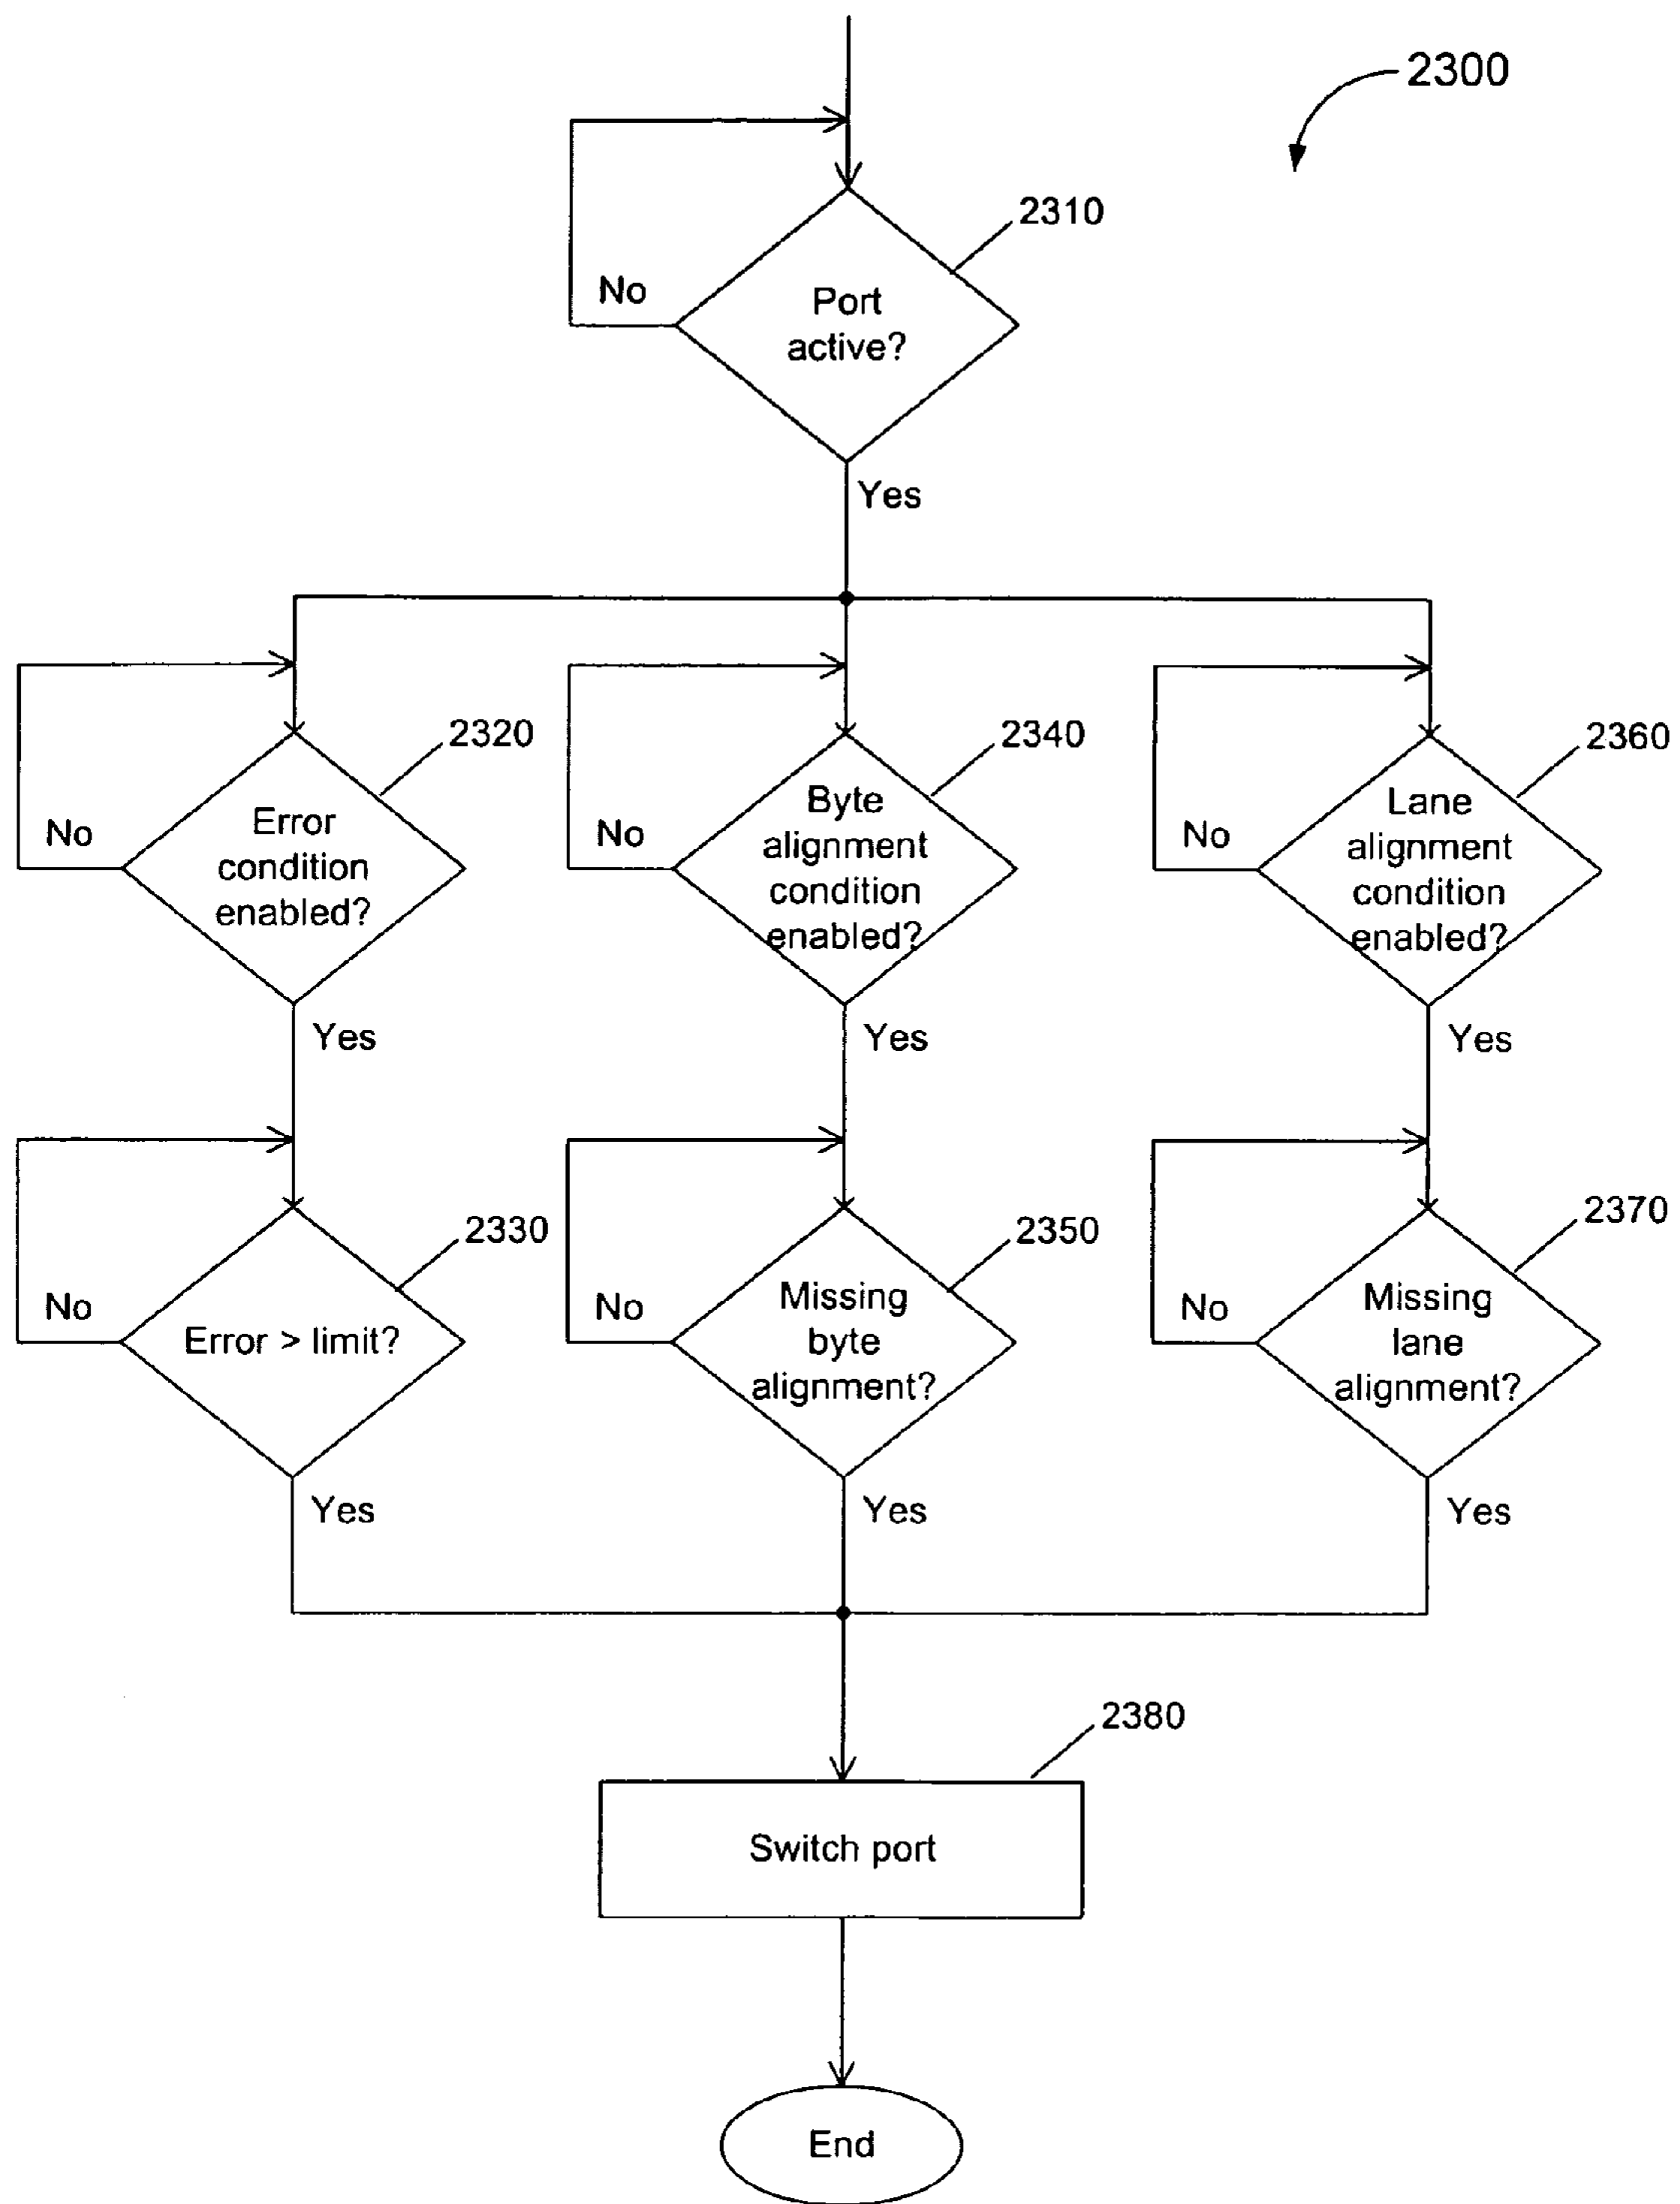 2300
2310
No
Port
active?
Yes
2320
2340
2360
No
Error
condition
enabled?
No
Byte
alignment
condition
enabled?
No
Lane
alignment
condition
enabled?
Yes
Yes
Yes
2330
2350
2370
No
Error > limit?
No
Missing
byte
alignment?
No
Missing
lane
alignment?
Yes
Yes
Yes
2380
Switch port
End